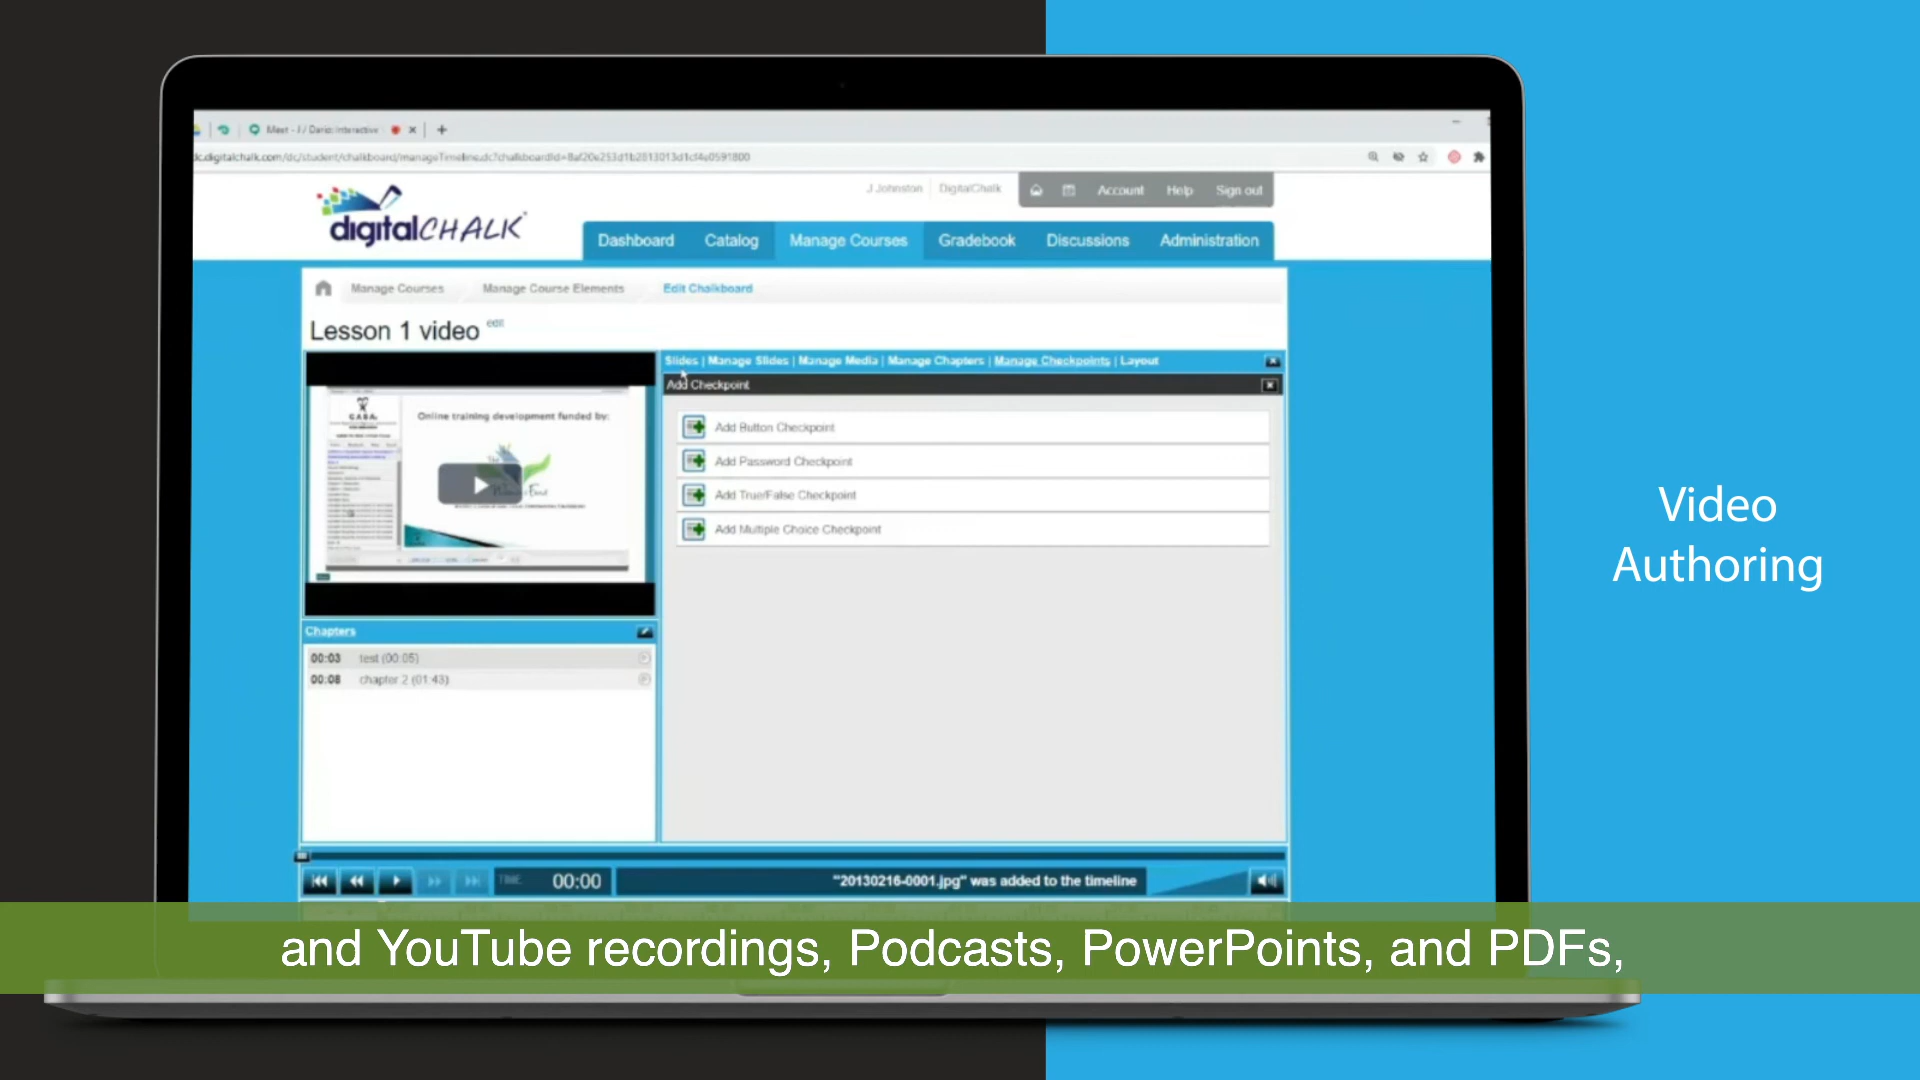 Meet - J / Dario: Interactive
digitalCHALK
J Johnston
DigitalChalk
Account
Help
Sign out
Dashboard
Catalog
Manage Courses
Gradebook
Discussions
Administration
Manage Courses
Manage Course Elements
Edit Chalkboard
Lesson 1 video edit
Slides | Manage Slides | Manage Media | Manage Chapters | Manage Checkpoints | Layout
Add Checkpoint
Add Button Checkpoint
Add Password Checkpoint
Add True/False Checkpoint
Add Multiple Choice Checkpoint
Online training development funded by:
Chapters
00:03 test (00:05)
00:08 chapter 2 (01:43)
TIME 00:00
"20130216-0001.jpg" was added to the timeline
Video
Authoring
and YouTube recordings, Podcasts, PowerPoints, and PDFs,